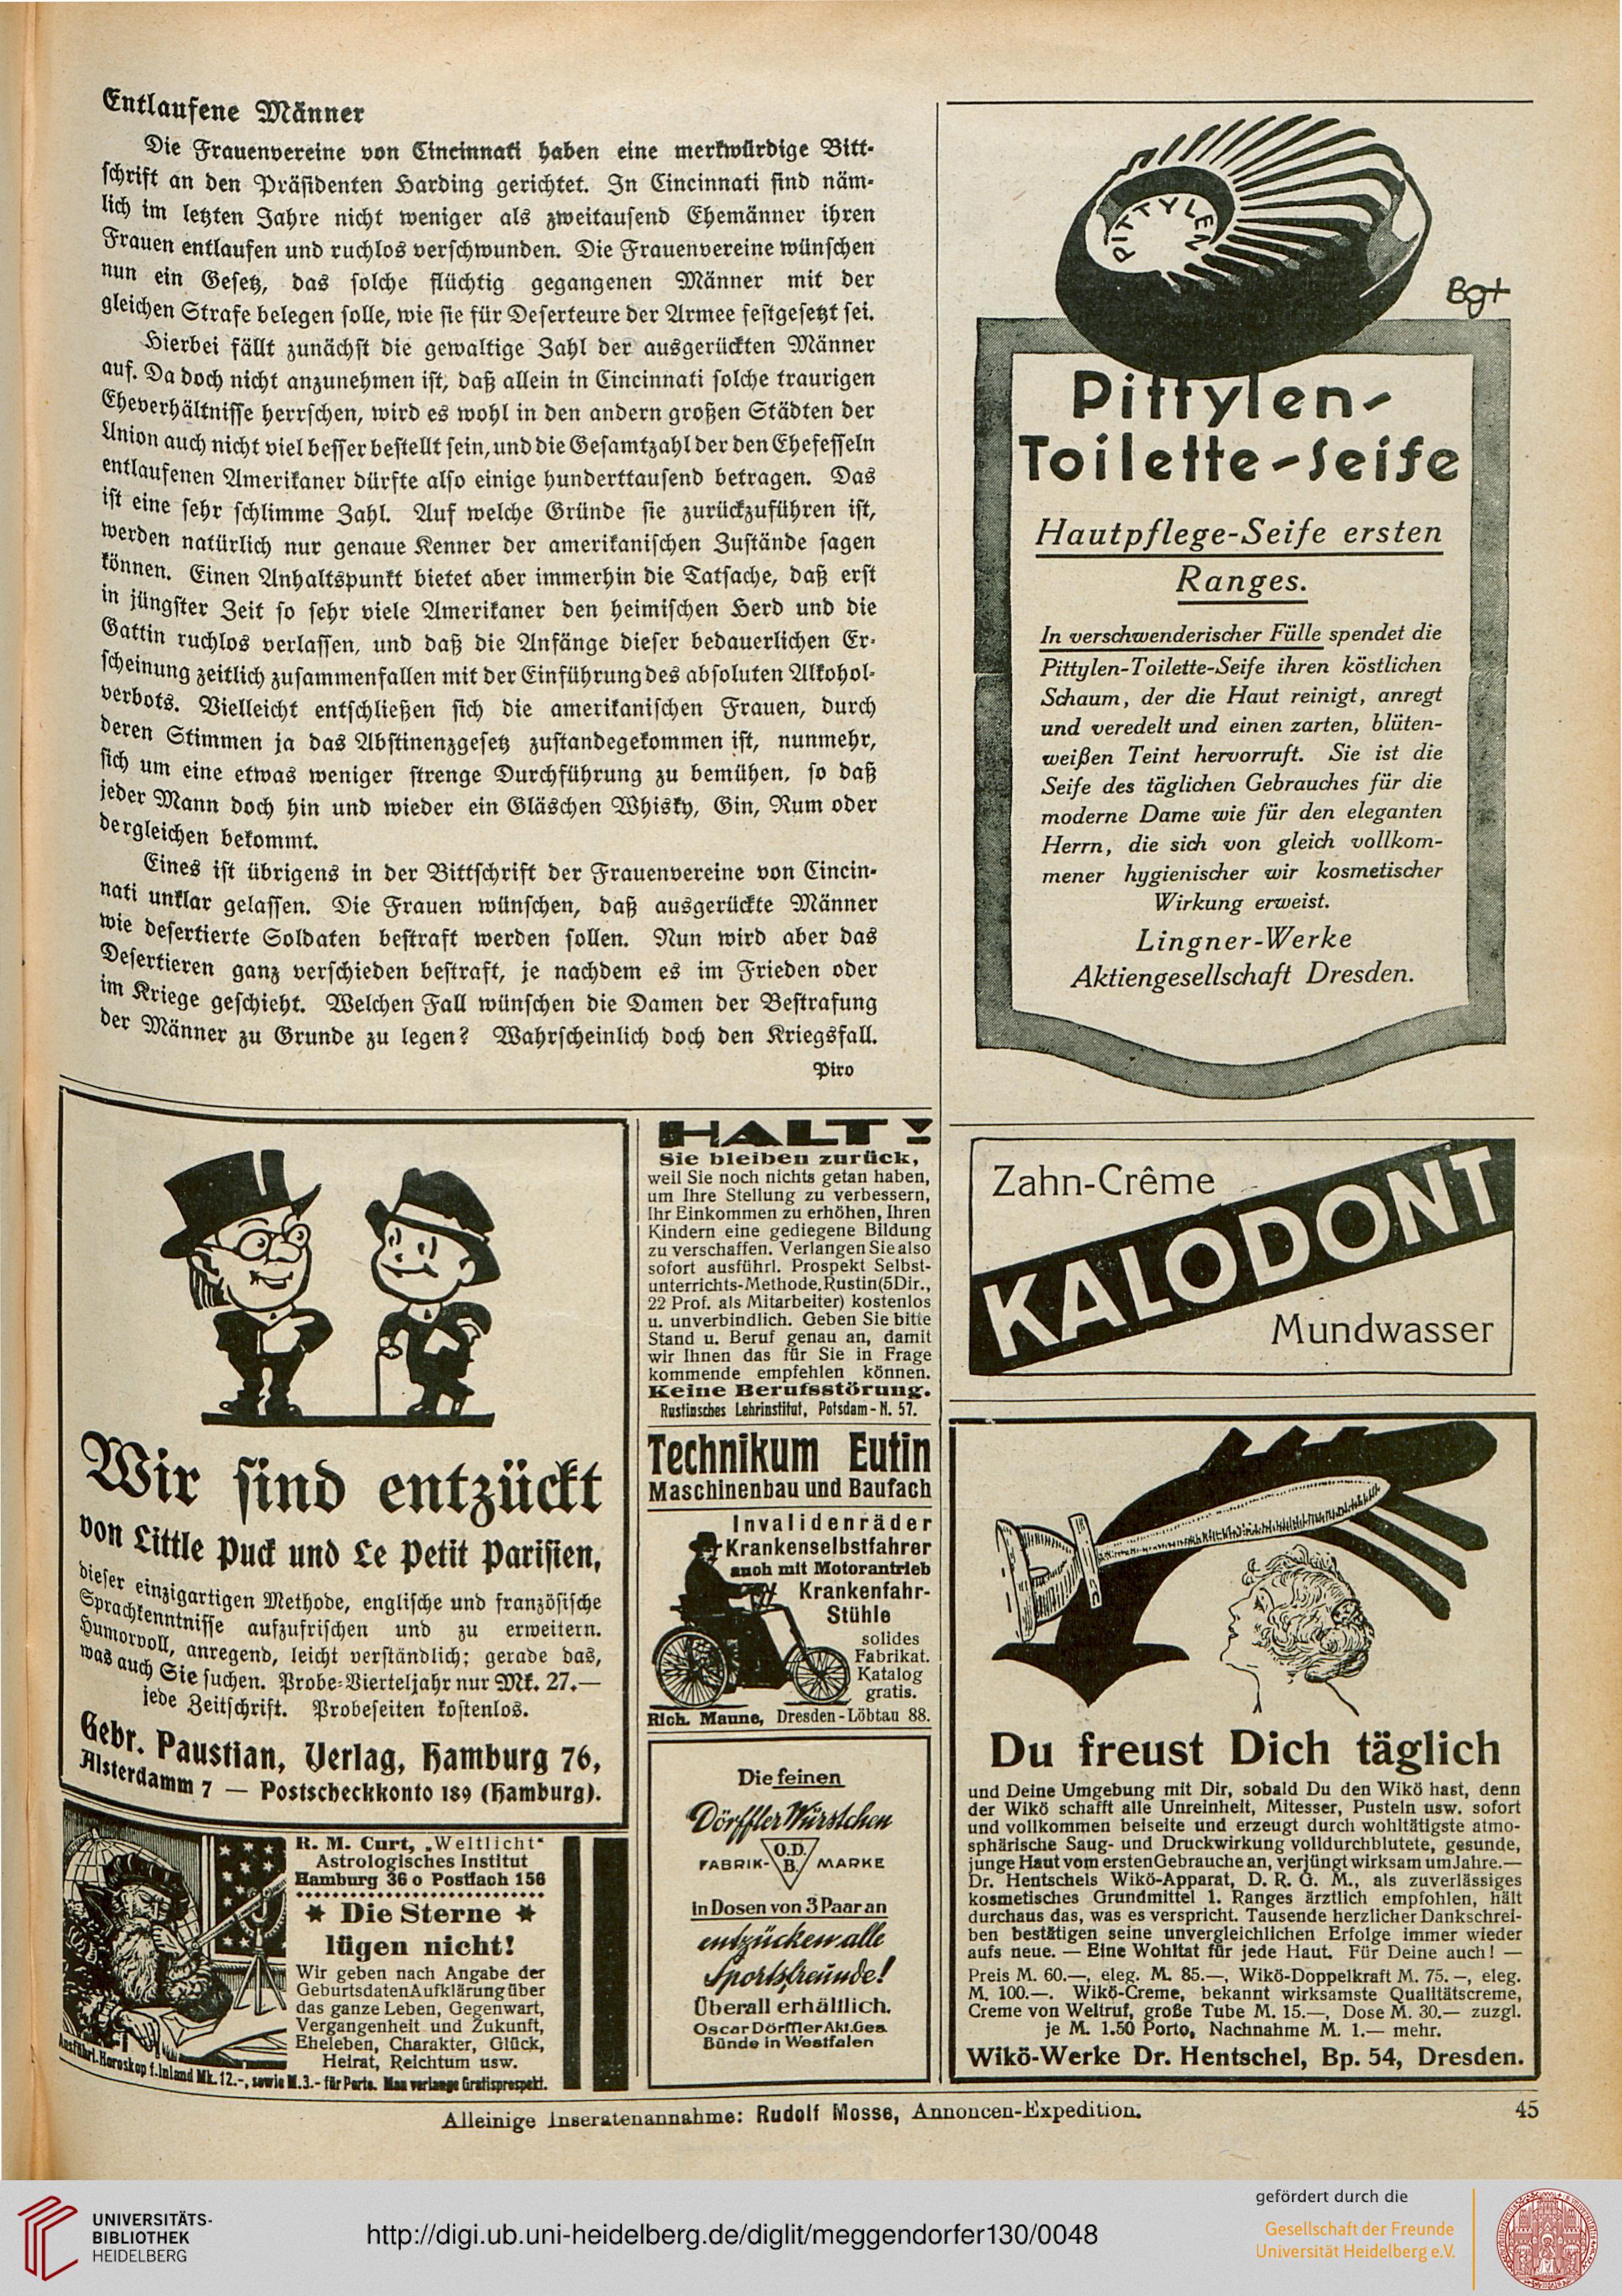 Entlaufene Männer
Die Frauenvereine von Cincinnati haben eine merkwürdige Bitt-
schrift an den Präsidenten Harding gerichtet. In Cincinnati sind näm-
lich im letzten Jahre nicht weniger als zweitausend Ehemänner ihren
Frauen entlaufen und ruchlos verschwunden. Die Frauenvereine wünschen
nun ein Gesetz, das solche flüchtig gegangenen Männer mit der
gleichen Strafe belegen solle, wie sie für Deserteure der Armee festgesetzt sei.
Hierbei fällt zunächst die gewaltige Zahl der ausgerückten Männer
auf. Da doch nicht anzunehmen ist, daß allein in Cincinnati solche traurigen
Eheverhältnisse herrschen, wird es wohl in den andern großen Städten der
Union auch nicht viel besser bestellt sein, und die Gesamtzahl der den Ehefesseln
entlaufenen Amerikaner dürfte also einige hunderttausend betragen. Das
ist eine sehr schlimme Zahl. Auf welche Gründe sie zurückzuführen ist,
werden natürlich nur genaue Kenner der amerikanischen Zustände sagen
können. Einen Anhaltspunkt bietet aber immerhin die Tatsache, daß erst
in jüngster Zeit so sehr viele Amerikaner den heimischen Herd und die
Gattin ruchlos verlassen, und daß die Anfänge dieser bedauerlichen Er-
scheinung zeitlich zusammenfallen mit der Einführung des absoluten Alkohol-
verbots. Vielleicht entschließen sich die amerikanischen Frauen, durch
deren Stimmen ja das Abstinenzgesetz zustandegekommen ist, nunmehr,
sich um eine etwas weniger strenge Durchführung zu bemühen, so daß
jeder Mann doch hin und wieder ein Gläschen Whisky, Gin, Rum oder
dergleichen bekommt.
Eines ist übrigens in der Bittschrift der Frauenvereine von Cincin-
nati unklar gelassen. Die Frauen wünschen, daß ausgerückte Männer
wie desertierte Soldaten bestraft werden sollen. Nun wird aber das
Desertieren ganz verschieden bestraft, je nachdem es im Frieden oder
im Kriege geschieht. Welchen Fall wünschen die Damen der Bestrafung
der Männer zu Grunde zu legen? Wahrscheinlich doch den Kriegsfall.
Piro
PITTYLEN
Bgt
Pittylen-
Toilette-Seife
Hautpflege-Seife ersten
Ranges.
In verschwenderischer Fülle spendet die
Pittylen-Toilette-Seife ihren köstlichen
Schaum, der die Haut reinigt, anregt
und veredelt und einen zarten, blüten-
weißen Teint hervorruft. Sie ist die
Seife des täglichen Gebrauches für die
moderne Dame wie für den eleganten
Herrn, die sich von gleich vollkom-
mener hygienischer wir kosmetischer
Wirkung erweist.
Lingner-Werke
Aktiengesellschaft Dresden.
Wir sind entzückt
von Little Puck und Le Petit Parisien,
dieser einzigartigen Methode, englische und französische
Sprachkenntnisse aufzufrischen und zu erweitern.
Humorvoll, anregend, leicht verständlich; gerade das,
was auch Sie suchen. Probe-Vierteljahr nur Mk. 27.—
jede Zeitschrift. Probeseiten kostenlos.
Gebr. Paustian, Verlag, Hamburg 76,
Alsterdamm 7 — Postscheckkonto 189 (Hamburg).
R. M. Curt, „Weltlicht"
Astrologisches Institut
Hamburg 36 o Postfach 156
* Die Sterne *
lügen nicht!
Wir geben nach Angabe der
Geburtsdaten Aufklärung über
das ganze Leben, Gegenwart,
Vergangenheit und Zukunft,
Eheleben, Charakter, Glück,
Heirat, Reichtum usw.
Ausführl. Horoskop f. Inland Mk. 12.-, sowie M. 3.- für Porto. Man verlange Gratisprospekt.
HALT!
Sie bleiben zurück,
weil Sie noch nichts getan haben,
um Ihre Stellung zu verbessern,
Ihr Einkommen zu erhöhen, Ihren
Kindern eine gediegene Bildung
zu verschaffen. Verlangen Sie also
sofort ausführl. Prospekt Selbst-
unterrichts-Methode. Rustin (5 Dir.,
22 Prof. als Mitarbeiter) kostenlos
u. unverbindlich. Geben Sie bitte
Stand u. Beruf genau an, damit
wir Ihnen das für Sie in Frage
kommende empfehlen können.
Keine Berufsstörung.
Rustinsches Lehrinstitut, Potsdam-N. 57.
Technikum Eutin
Maschinenbau und Baufach
Invalidenräder
Krankenselbstfahrer
auch mit Motorantrieb
Krankenfahr-
Stühle
solides
Fabrikat.
Katalog
gratis.
Rich. Maune, Dresden-Löbtau 88.
Die feinen
Dörffler Würstchen
FABRIK- O.D.B. MARKE
in Dosen von 3 Paar an
entzücken alle
Sportsfreunde!
Überall erhältlich.
Oscar Dörffler Akt.Ges.
Bünde in Westfalen
Zahn-Crême
KALODONT
Mundwasser
Du freust Dich täglich
und Deine Umgebung mit Dir, sobald Du den Wikö hast, denn
der Wikö schafft alle Unreinheit, Mitesser, Pusteln usw. sofort
und vollkommen beiseite und erzeugt durch wohltätigste atmo-
sphärische Saug- und Druckwirkung volldurchblutete, gesunde,
junge Haut vom ersten Gebrauche an, verjüngt wirksam um Jahre.—
Dr. Hentschels Wikö-Apparat, D. R. G. M., als zuverlässiges
kosmetisches Grundmittel 1. Ranges ärztlich empfohlen, hält
durchaus das, was es verspricht. Tausende herzlicher Dankschrei-
ben bestätigen seine unvergleichlichen Erfolge immer wieder
aufs neue. — Eine Wohltat für jede Haut. Für Deine auch! —
Preis M. 60.—, eleg. M. 85.—, Wikö-Doppelkraft M. 75.-, eleg.
M. 100.—. Wikö-Creme, bekannt wirksamste Qualitätscreme,
Creme von Weltruf, große Tube M. 15.—, Dose M. 30.— zuzgl.
je M. 1.50 Porto, Nachnahme M. 1.— mehr.
Wikö-Werke Dr. Hentschel, Bp. 54, Dresden.
Alleinige Inseratenannahme: Rudolf Mosse, Annoncen-Expedition.
45
UNIVERSITÄTS-
BIBLIOTHEK
HEIDELBERG
http://digi.ub.uni-heidelberg.de/diglit/meggendorfer130/0048
gefördert durch die
Gesellschaft der Freunde
Universität Heidelberg e.V.